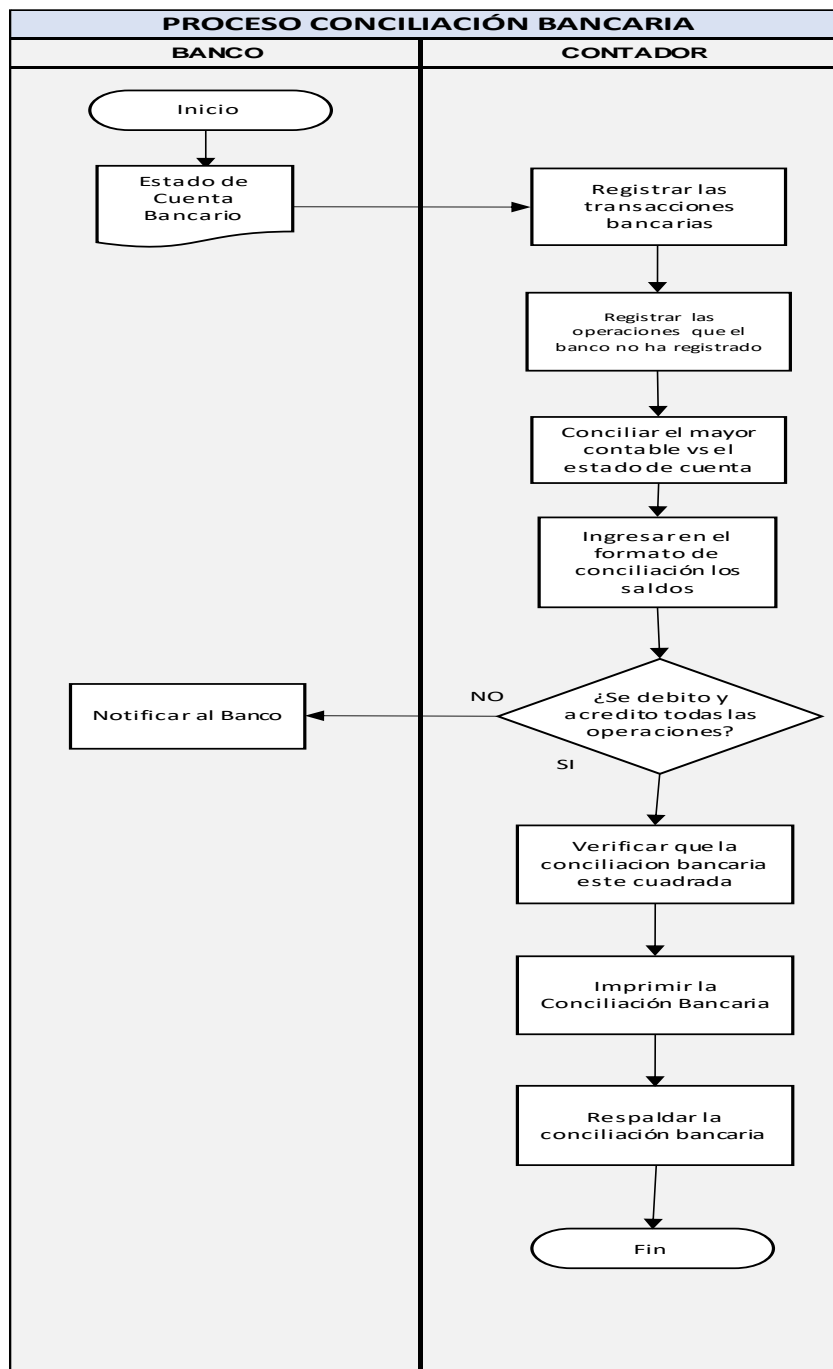 PROCESO CONCILIACIÓN BANCARIA
BANCO
CONTADOR
Inicio
Estado de
Cuenta
Bancario
Registrar las
transacciones
bancarias
Registrar las
operaciones que el
banco no ha registrado
Conciliar el mayor
contable vs el
estado de cuenta
Ingresar en el
formato de
conciliación los
saldos
¿Se debito y
acredito todas las
operaciones?
NO
Notificar al Banco
SI
Verificar que la
conciliacion bancaria
este cuadrada
Imprimir la
Conciliación Bancaria
Respaldar la
conciliación bancaria
Fin